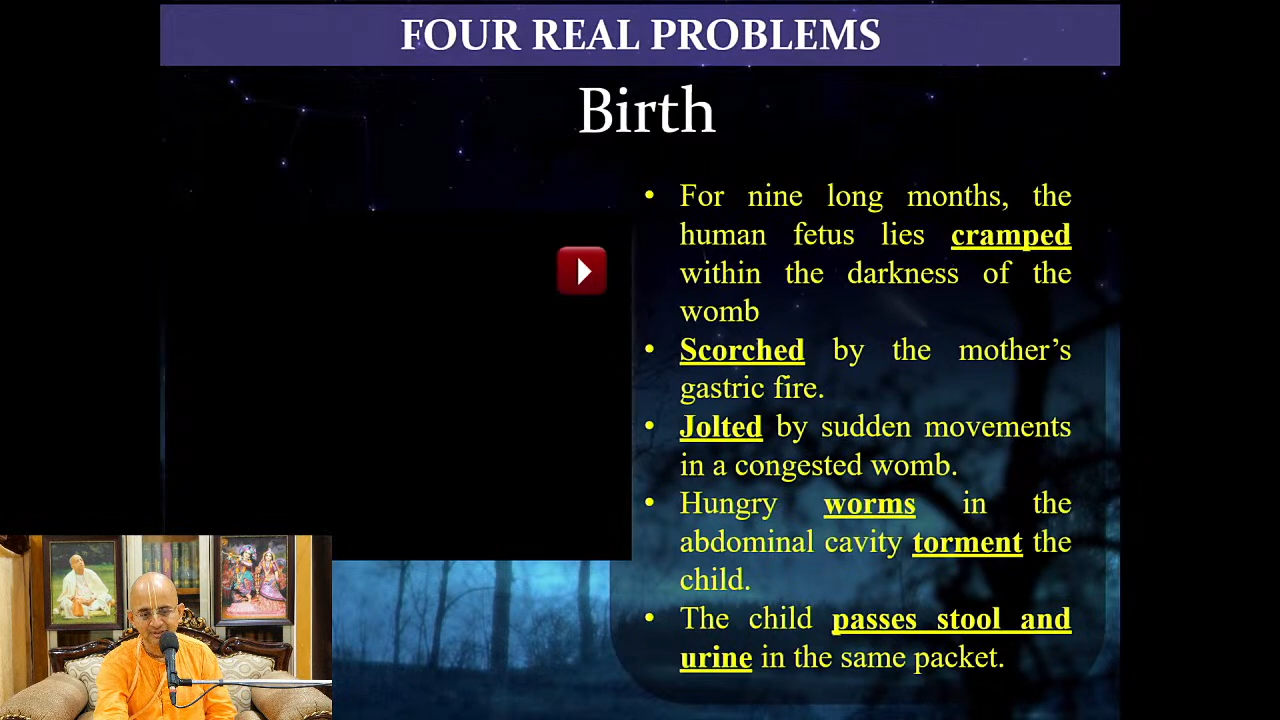 FOUR REAL PROBLEMS
Birth
• For nine long months, the
human fetus lies cramped
within the darkness of the
womb
• Scorched by the mother’s
gastric fire.
• Jolted by sudden movements
in a congested womb.
• Hungry worms in the
abdominal cavity torment the
child.
• The child passes stool and
urine in the same packet.